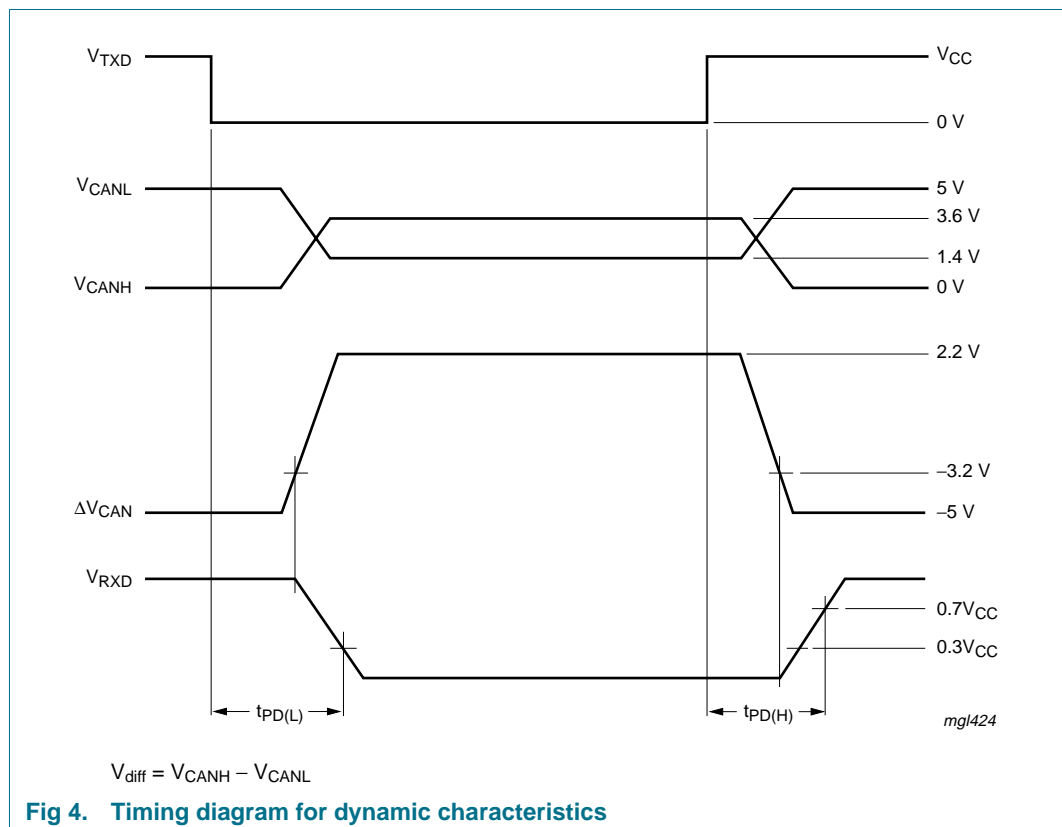 VTXD
VCC
0 V
VCANL
5 V
3.6 V
1.4 V
VCANH
0 V
2.2 V
−3.2 V
ΔVCAN
−5 V
VRXD
0.7VCC
0.3VCC
tPD(L)
tPD(H)
mgl424
Vdiff = VCANH − VCANL
Fig 4. Timing diagram for dynamic characteristics